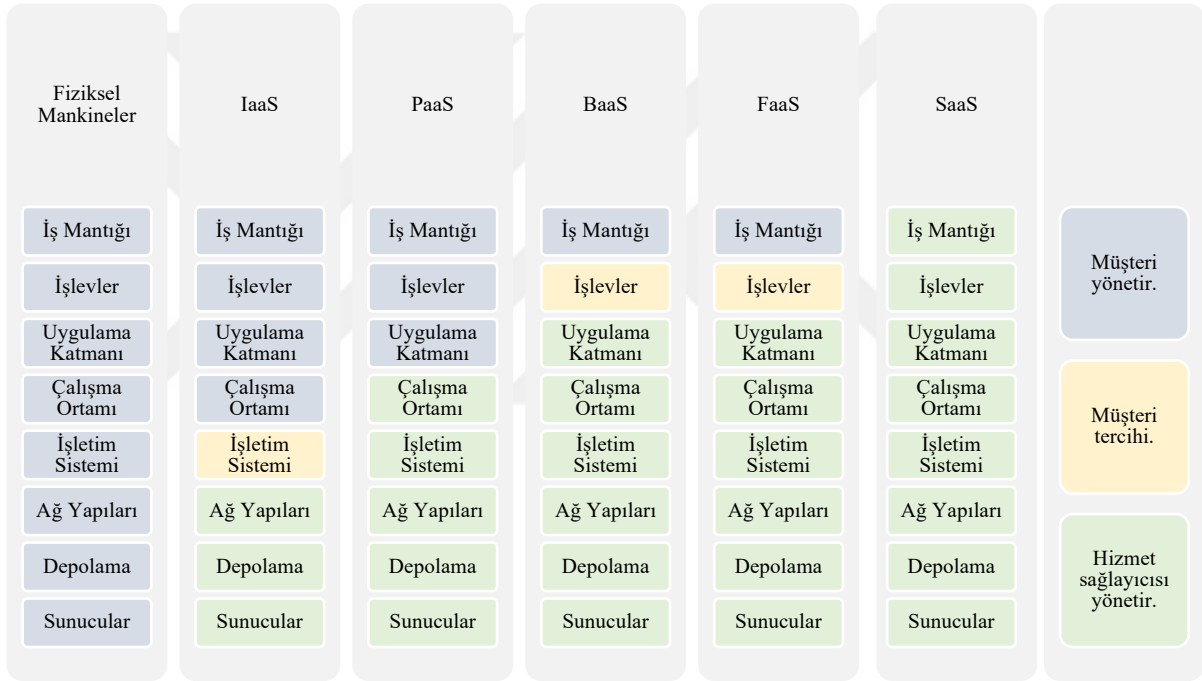 Fiziksel
Mankineler
İş Mantığı
İşlevler
Uygulama
Katmanı
Çalışma
Ortamı
İşletim
Sistemi
Ağ Yapıları
Depolama
Sunucular
IaaS
İş Mantığı
İşlevler
Uygulama
Katmanı
Çalışma
Ortamı
İşletim
Sistemi
Ağ Yapıları
Depolama
Sunucular
PaaS
İş Mantığı
İşlevler
Uygulama
Katmanı
Çalışma
Ortamı
İşletim
Sistemi
Ağ Yapıları
Depolama
Sunucular
BaaS
İş Mantığı
İşlevler
Uygulama
Katmanı
Çalışma
Ortamı
İşletim
Sistemi
Ağ Yapıları
Depolama
Sunucular
FaaS
İş Mantığı
İşlevler
Uygulama
Katmanı
Çalışma
Ortamı
İşletim
Sistemi
Ağ Yapıları
Depolama
Sunucular
SaaS
İş Mantığı
İşlevler
Uygulama
Katmanı
Çalışma
Ortamı
İşletim
Sistemi
Ağ Yapıları
Depolama
Sunucular
Müşteri
yönetir.
Müşteri
tercihi.
Hizmet
sağlayıcısı
yönetir.